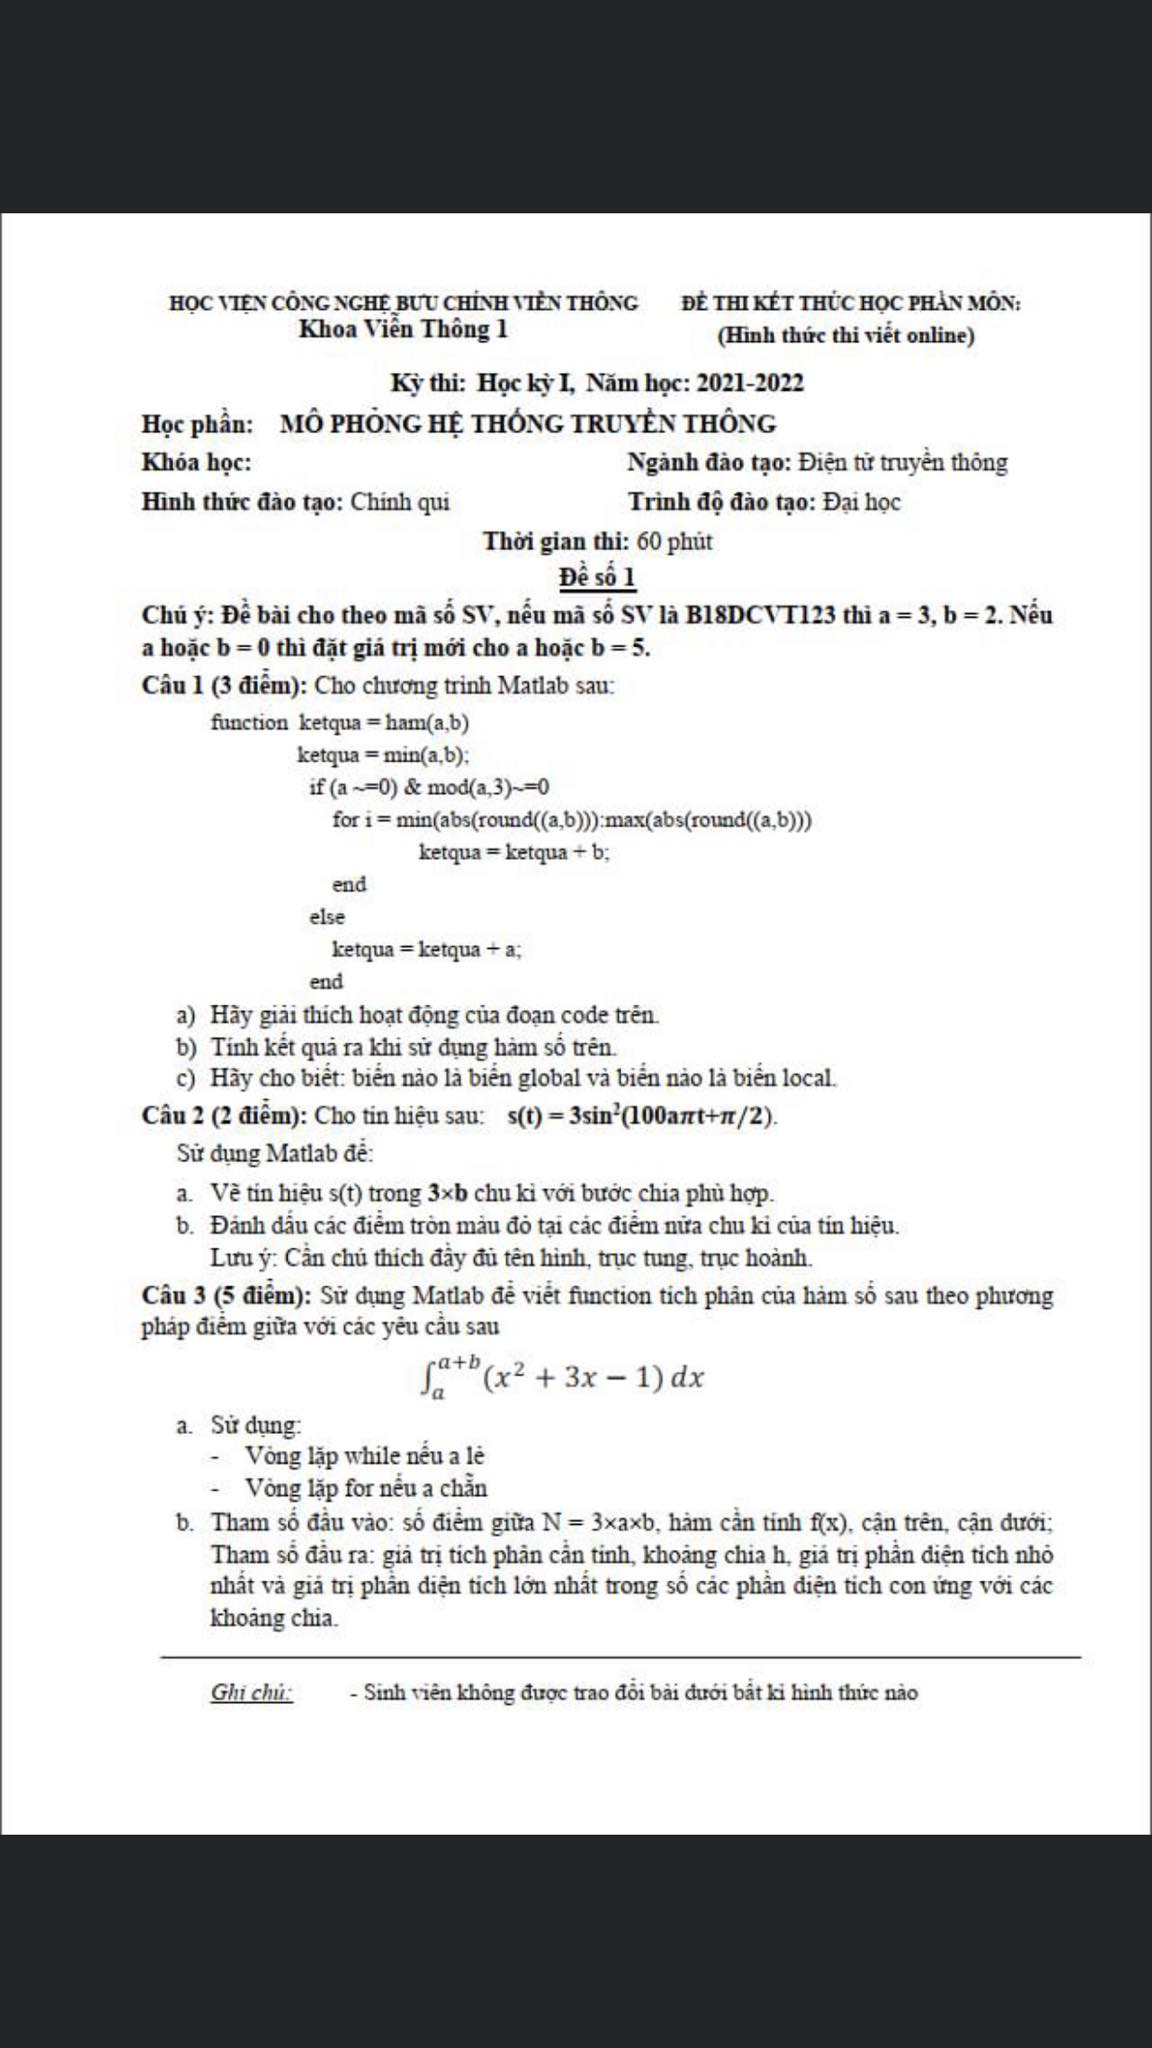 HỌC VIỆN CÔNG NGHỆ BƯU CHÍNH VIỄN THÔNG ĐỀ THI KẾT THÚC HỌC PHẦN MÔN:
Khoa Viễn Thông 1 (Hình thức thi viết online)
Kỳ thi: Học kỳ I, Năm học: 2021-2022
Học phần: MÔ PHỎNG HỆ THỐNG TRUYỀN THÔNG
Khóa học: Ngành đào tạo: Điện tử truyền thông
Hình thức đào tạo: Chính qui Trình độ đào tạo: Đại học
Thời gian thi: 60 phút
Đề số 1
Chú ý: Đề bài cho theo mã số SV, nếu mã số SV là B18DCVT123 thì a = 3, b = 2. Nếu
a hoặc b = 0 thì đặt giá trị mới cho a hoặc b = 5.
Câu 1 (3 điểm): Cho chương trình Matlab sau:
function ketqua = ham(a,b)
ketqua = min(a,b);
if (a ~=0) & mod(a,3)~=0
for i = min(abs(round((a,b))):max(abs(round((a,b)))
ketqua = ketqua + b;
end
else
ketqua = ketqua + a;
end
a) Hãy giải thích hoạt động của đoạn code trên.
b) Tính kết quả ra khi sử dụng hàm số trên.
c) Hãy cho biết: biến nào là biến global và biến nào là biến local.
Câu 2 (2 điểm): Cho tín hiệu sau: s(t) = 3sin²(100aπt+π/2).
Sử dụng Matlab để:
a. Vẽ tín hiệu s(t) trong 3×b chu kì với bước chia phù hợp.
b. Đánh dấu các điểm tròn màu đỏ tại các điểm nửa chu kì của tín hiệu.
Lưu ý: Cần chú thích đầy đủ tên hình, trục tung, trục hoành.
Câu 3 (5 điểm): Sử dụng Matlab để viết function tích phân của hàm số sau theo phương
pháp điểm giữa với các yêu cầu sau
∫ₐᵃ⁺ᵇ(x² + 3x − 1) dx
a. Sử dụng:
- Vòng lặp while nếu a lẻ
- Vòng lặp for nếu a chẵn
b. Tham số đầu vào: số điểm giữa N = 3×a×b, hàm cần tính f(x), cận trên, cận dưới;
Tham số đầu ra: giá trị tích phân cần tính, khoảng chia h, giá trị phần diện tích nhỏ
nhất và giá trị phần diện tích lớn nhất trong số các phần diện tích con ứng với các
khoảng chia.
Ghi chú: - Sinh viên không được trao đổi bài dưới bất kì hình thức nào